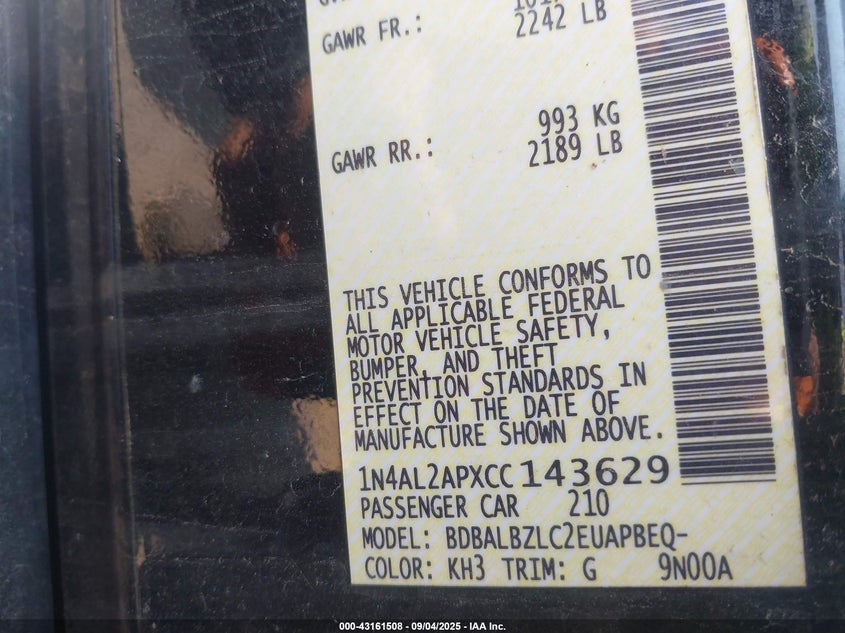 GAWR FR.: 2242 LB
993 KG
GAWR RR.: 2189 LB
THIS VEHICLE CONFORMS TO
ALL APPLICABLE FEDERAL
MOTOR VEHICLE SAFETY,
BUMPER, AND THEFT
PREVENTION STANDARDS IN
EFFECT ON THE DATE OF
MANUFACTURE SHOWN ABOVE.
1N4AL2APXCC143629
PASSENGER CAR 210
MODEL: BDBALBZLC2EUAPBEQ-
COLOR: KH3 TRIM: G 9N00A
000-43161508 - 09/04/2025 - IAA Inc.